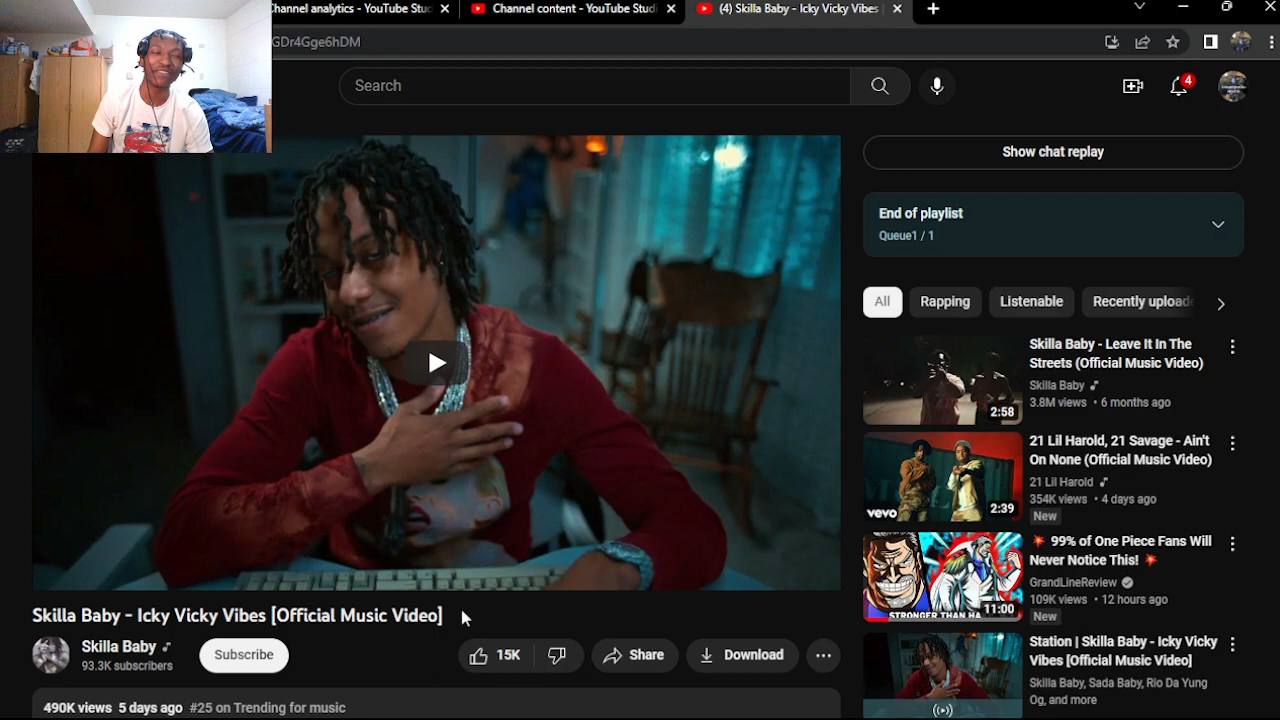 Channel analytics - YouTube Stu
Channel content - YouTube Studi
(4) Skilla Baby - Icky Vicky Vibes
GDr4Gge6hDM
Search
4
Show chat replay
End of playlist
Queue1 / 1
All
Rapping
Listenable
Recently uploade
Skilla Baby - Leave It In The
Streets (Official Music Video)
Skilla Baby
3.8M views • 6 months ago
2:58
21 Lil Harold, 21 Savage - Ain't
On None (Official Music Video)
21 Lil Harold
354K views • 4 days ago
New
vevo
2:39
💥 99% of One Piece Fans Will
Never Notice This! 💥
GrandLineReview
109K views • 12 hours ago
New
STRONGER THAN
11:00
Station | Skilla Baby - Icky Vicky
Vibes [Official Music Video]
Skilla Baby, Sada Baby, Rio Da Yung
Og, and more
Skilla Baby - Icky Vicky Vibes [Official Music Video]
Skilla Baby
93.3K subscribers
Subscribe
15K
Share
Download
490K views 5 days ago #25 on Trending for music